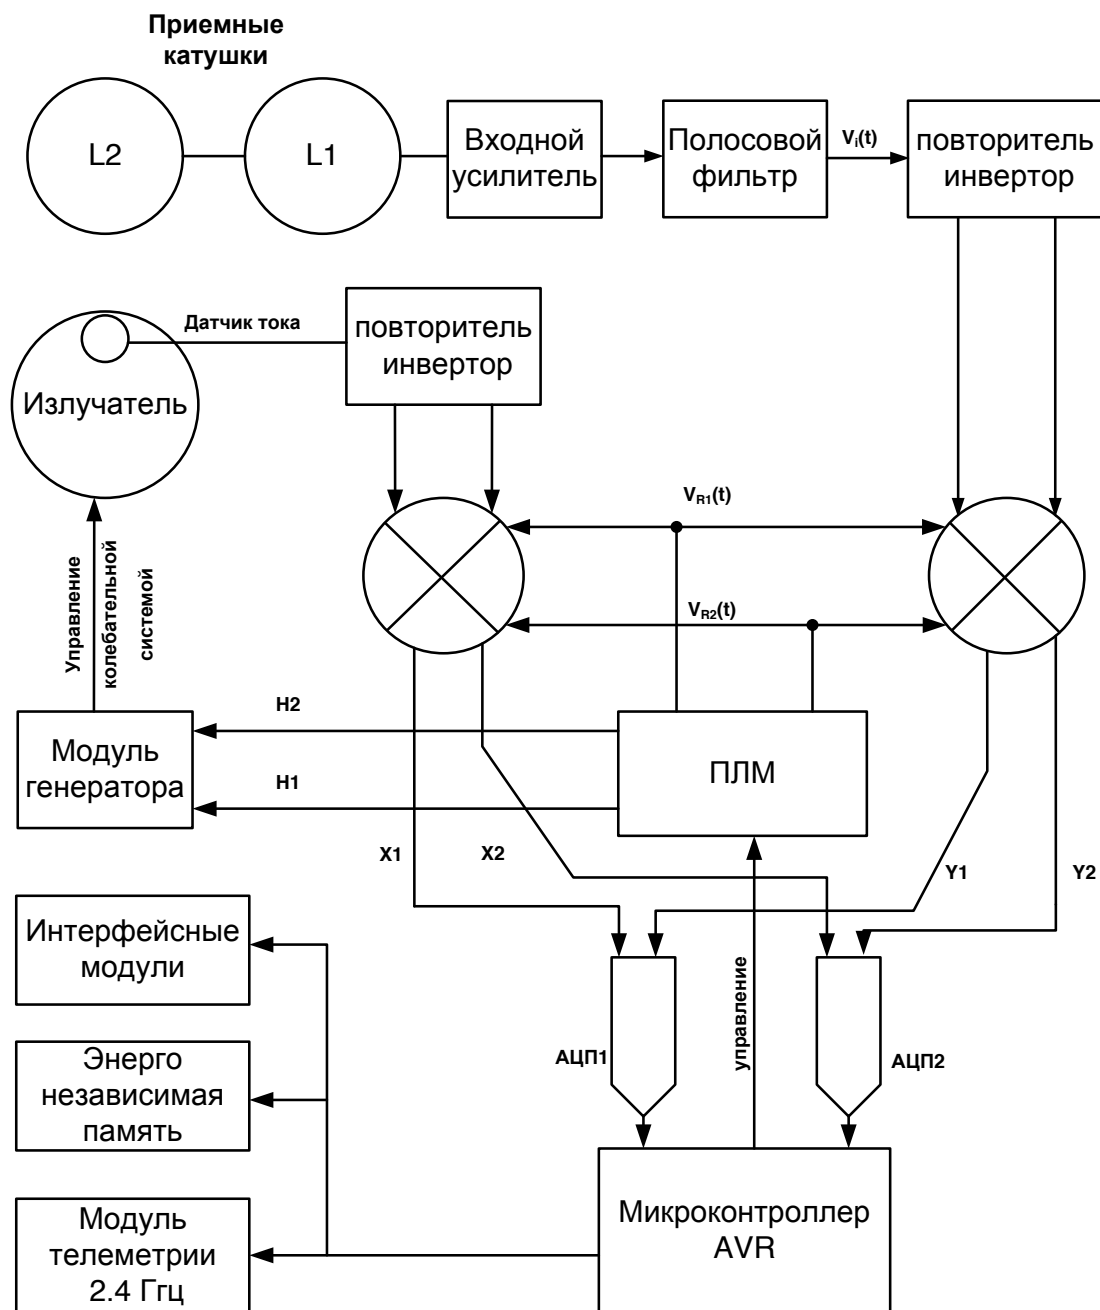 Приемные
катушки
L2
L1
Входной
усилитель
Полосовой
фильтр
Vi(t)
повторитель
инвертор
Датчик тока
повторитель
инвертор
Излучатель
VR1(t)
VR2(t)
Управление
колебательной
системой
H2
Модуль
генератора
ПЛМ
H1
X1
X2
Y1
Y2
Интерфейсные
модули
управление
АЦП1
АЦП2
Энерго
независимая
память
Микроконтроллер
AVR
Модуль
телеметрии
2.4 Ггц